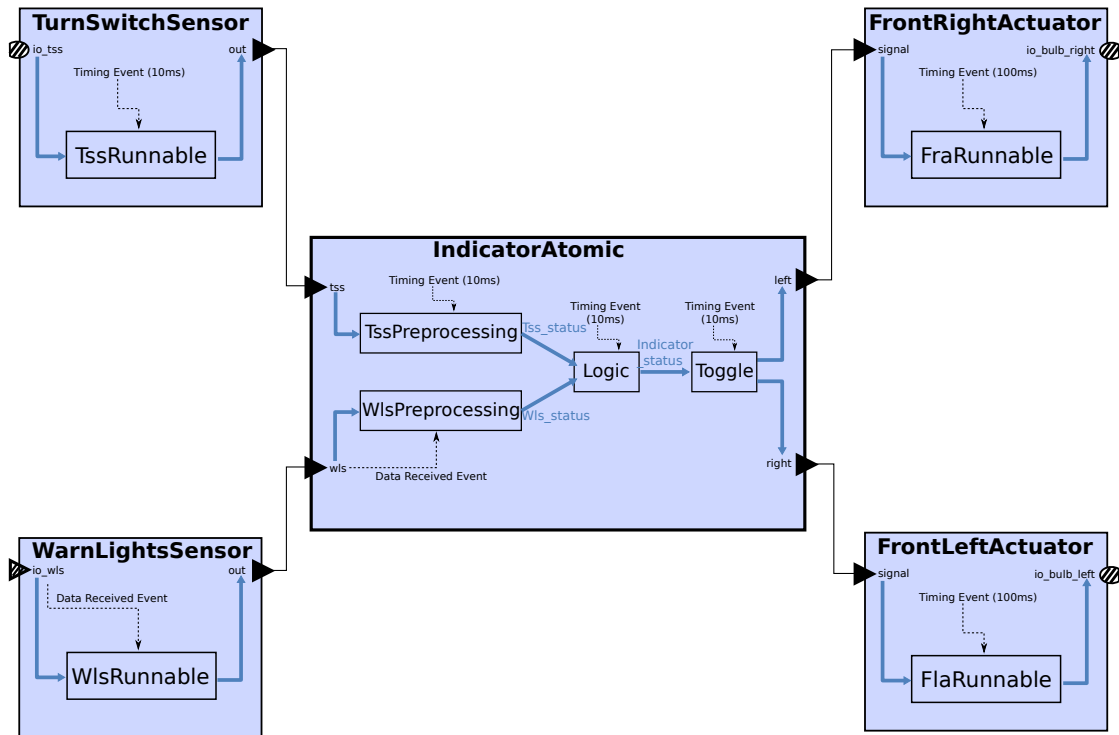 TurnSwitchSensor
io_tss
out
Timing Event (10ms)
TssRunnable
FrontRightActuator
signal
io_bulb_right
Timing Event (100ms)
FraRunnable
IndicatorAtomic
tss
Timing Event (10ms)
TssPreprocessing
Tss_status
Timing Event
(10ms)
Logic
Indicator
_status
Timing Event
(10ms)
Toggle
left
WlsPreprocessing
Wls_status
wls
Data Received Event
right
WarnLightsSensor
io_wls
out
Data Received Event
WlsRunnable
FrontLeftActuator
signal
io_bulb_left
Timing Event (100ms)
FlaRunnable